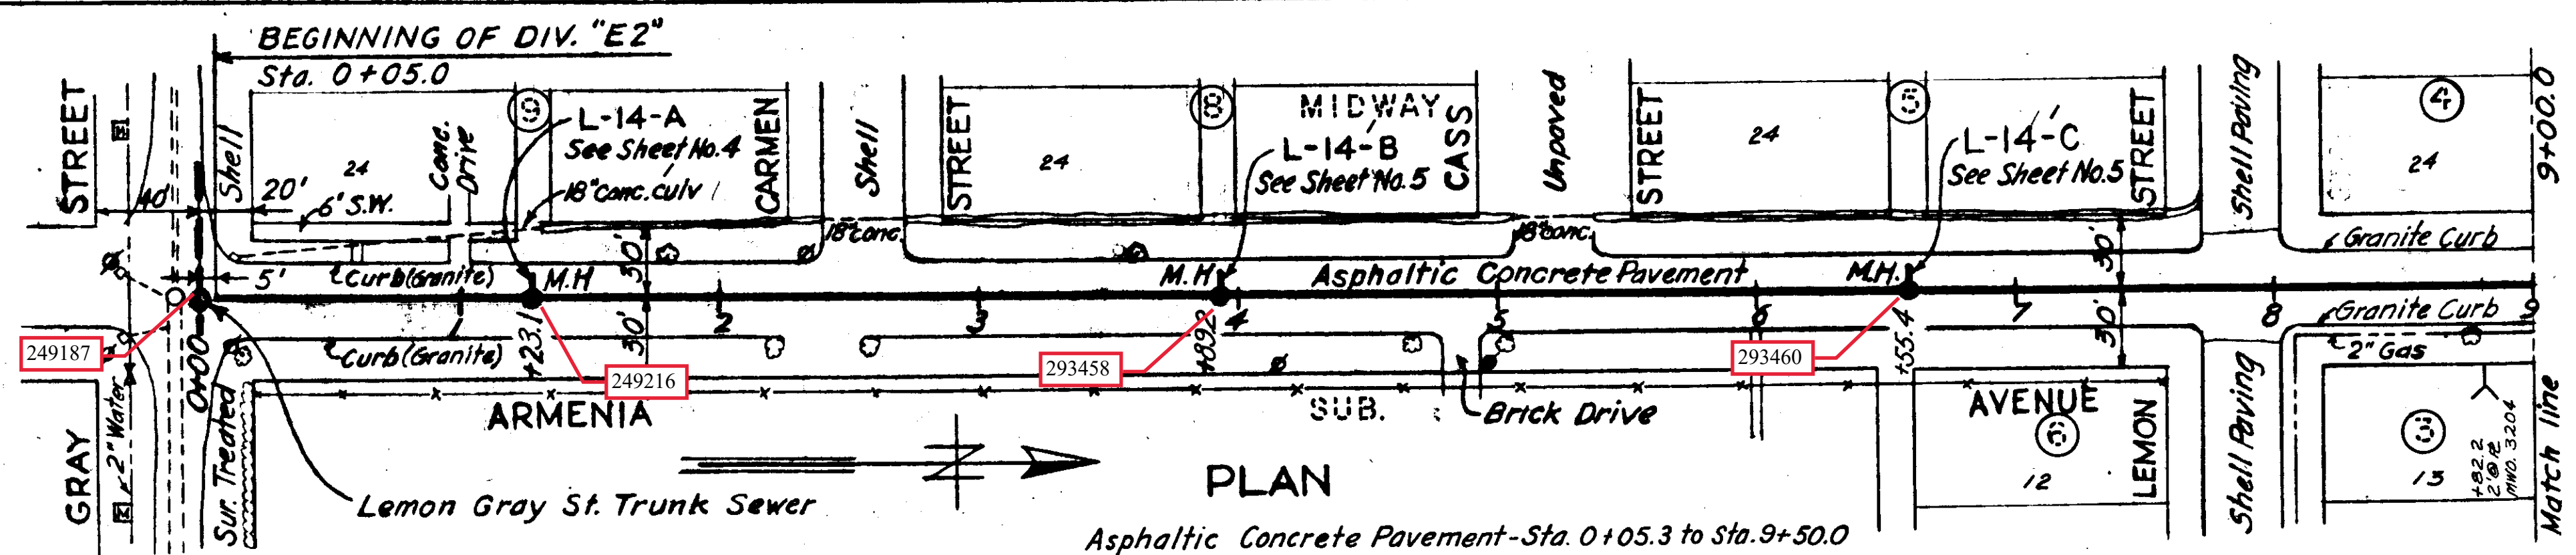 BEGINNING OF DIV. "E2"
Sta. 0+05.0
STREET
Shell
40'
20'
6' S.W.
24
Conc. Drive
L-14-A
See Sheet No.4
18" conc. culv
CARMEN
Shell
STREET
24
18" conc.
MIDWAY
L-14-B
See Sheet No.5
CASS
Unpaved
18" conc.
STREET
24
L-14-C
See Sheet No.5
STREET
Shell Paving
4
24
9+00.0
Granite Curb
5'
Curb (Granite)
M.H
30'
M.H
Asphaltic Concrete Pavement
M.H.
30'
2
3
4
5
6
7
8
9
249187
0+00
Curb (Granite)
+23.1
30'
249216
293458
+89.2
293460
+55.4
30'
Granite Curb
2" Gas
GRAY
2" Water
Sur. Treated
ARMENIA
SUB.
Brick Drive
AVENUE
12
LEMON
Shell Paving
13
+82.2
MWO. 3204
Match line
Lemon Gray St. Trunk Sewer
PLAN
Asphaltic Concrete Pavement-Sta. 0+05.3 to Sta. 9+50.0